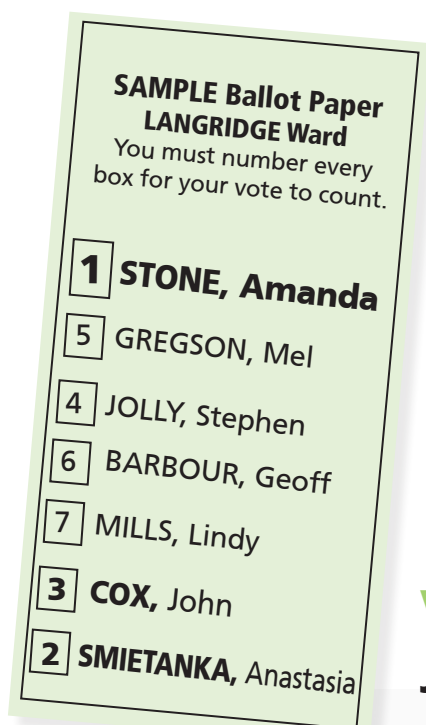 SAMPLE Ballot Paper
LANGRIDGE Ward
You must number every
box for your vote to count.
1 STONE, Amanda
5 GREGSON, Mel
4 JOLLY, Stephen
6 BARBOUR, Geoff
7 MILLS, Lindy
3 COX, John
2 SMIETANKA, Anastasia